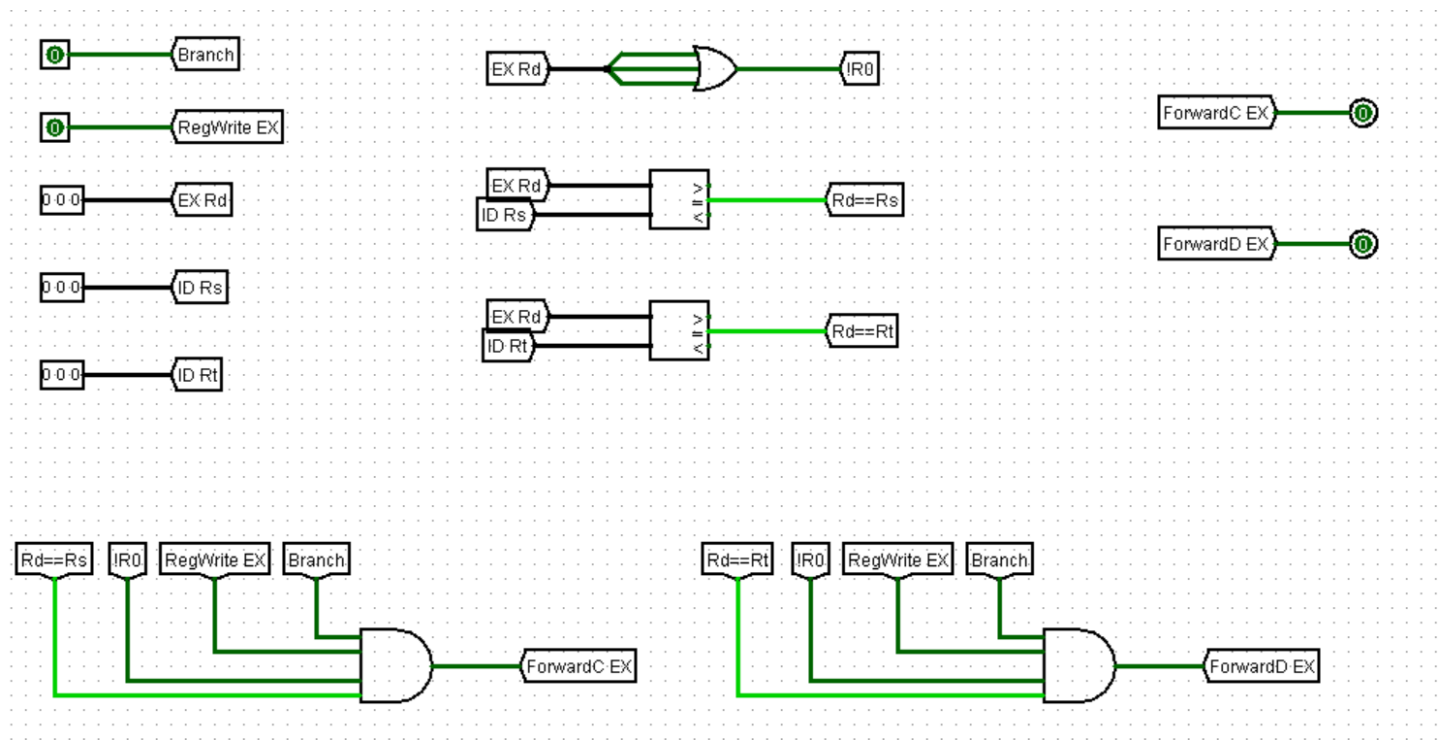 0 Branch
0 RegWrite EX
0 0 0 EX Rd
0 0 0 ID Rs
0 0 0 ID Rt
EX Rd !R0
EX Rd
ID Rs
> = < Rd==Rs
EX Rd
ID Rt
> = < Rd==Rt
ForwardC EX 0
ForwardD EX 0
Rd==Rs !R0 RegWrite EX Branch
ForwardC EX
Rd==Rt !R0 RegWrite EX Branch
ForwardD EX